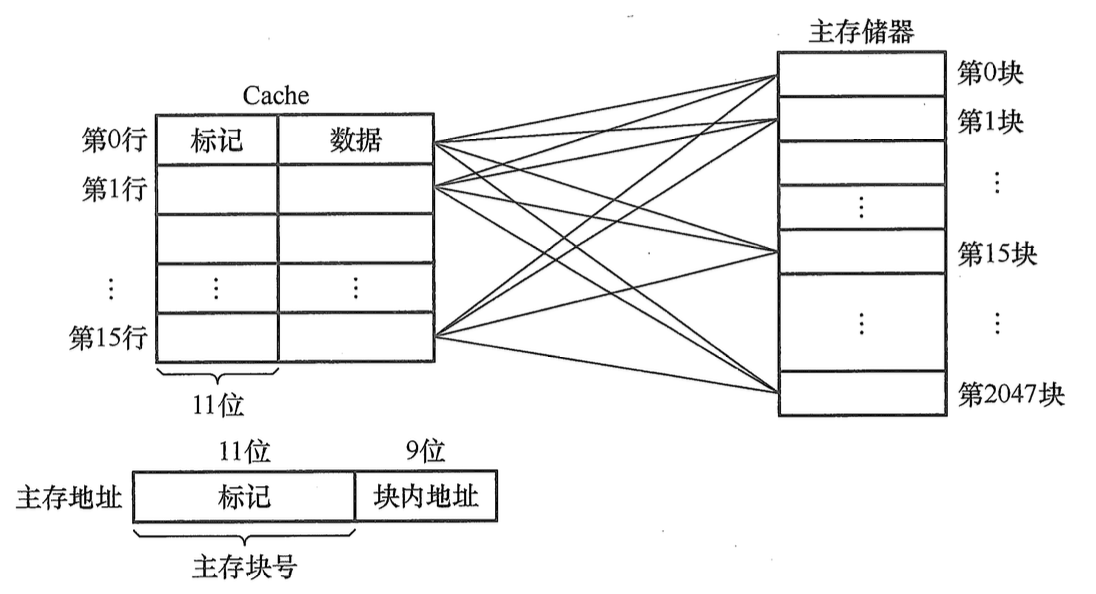 主存储器
Cache
第0行 标记 数据 第0块
第1行 第1块
⋮ ⋮ ⋮ ⋮ ⋮
第15块
第15行 ⋮ ⋮
第2047块
11位
11位 9位
主存地址 标记 块内地址
主存块号